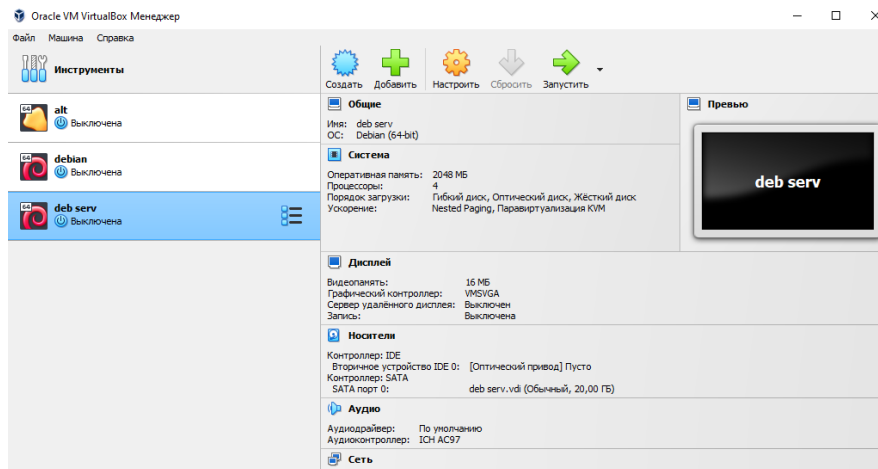 Oracle VM VirtualBox Менеджер
Файл Машина Справка
Инструменты
Создать Добавить Настроить Сбросить Запустить
64 alt
Выключена
64 debian
Выключена
64 deb serv
Выключена
Общие
Имя: deb serv
ОС: Debian (64-bit)
Система
Оперативная память: 2048 МБ
Процессоры: 4
Порядок загрузки: Гибкий диск, Оптический диск, Жёсткий диск
Ускорение: Nested Paging, Паравиртуализация KVM
Превью
deb serv
Дисплей
Видеопамять: 16 МБ
Графический контроллер: VMSVGA
Сервер удалённого дисплея: Выключен
Запись: Выключена
Носители
Контроллер: IDE
Вторичное устройство IDE 0: [Оптический привод] Пусто
Контроллер: SATA
SATA порт 0: deb serv.vdi (Обычный, 20,00 ГБ)
Аудио
Аудиодрайвер: По умолчанию
Аудиоконтроллер: ICH AC97
Сеть